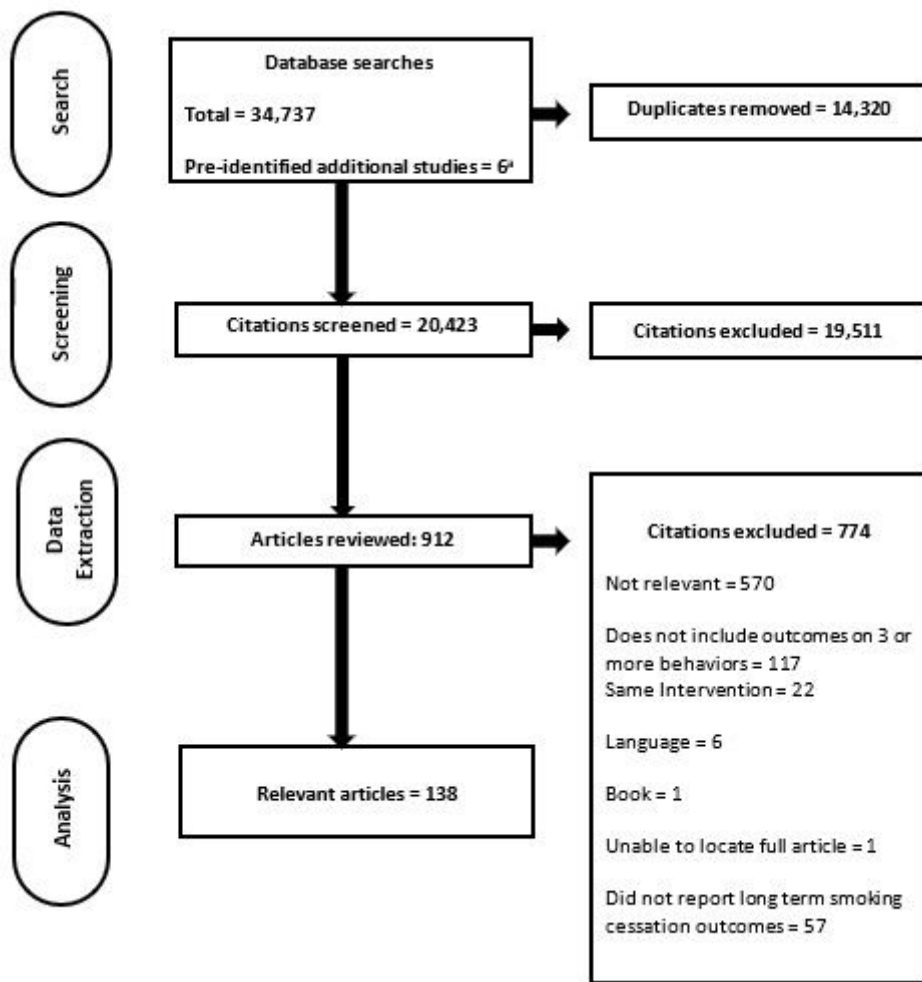 Search
Database searches
Total = 34,737
Pre-identified additional studies = 6ª
Duplicates removed = 14,320
Screening
Citations screened = 20,423
Citations excluded = 19,511
Data
Extraction
Articles reviewed: 912
Citations excluded = 774
Not relevant = 570
Does not include outcomes on 3 or
more behaviors = 117
Same Intervention = 22
Language = 6
Book = 1
Unable to locate full article = 1
Did not report long term smoking
cessation outcomes = 57
Analysis
Relevant articles = 138